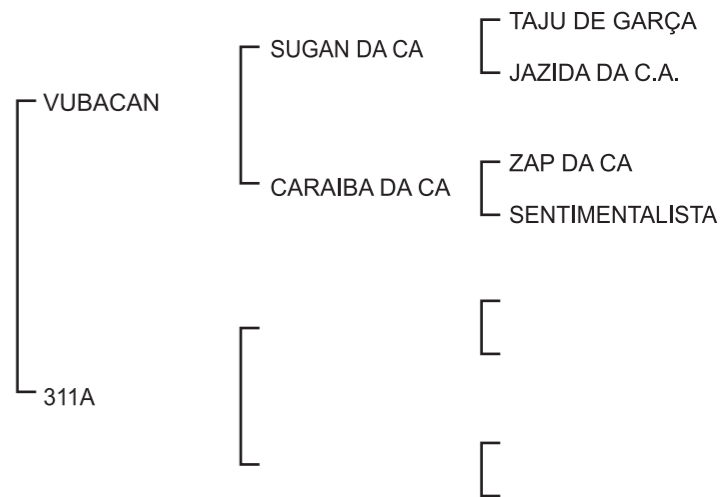 TAJU DE GARÇA
SUGAN DA CA
JAZIDA DA C.A.
VUBACAN
ZAP DA CA
CARAIBA DA CA
SENTIMENTALISTA
311A